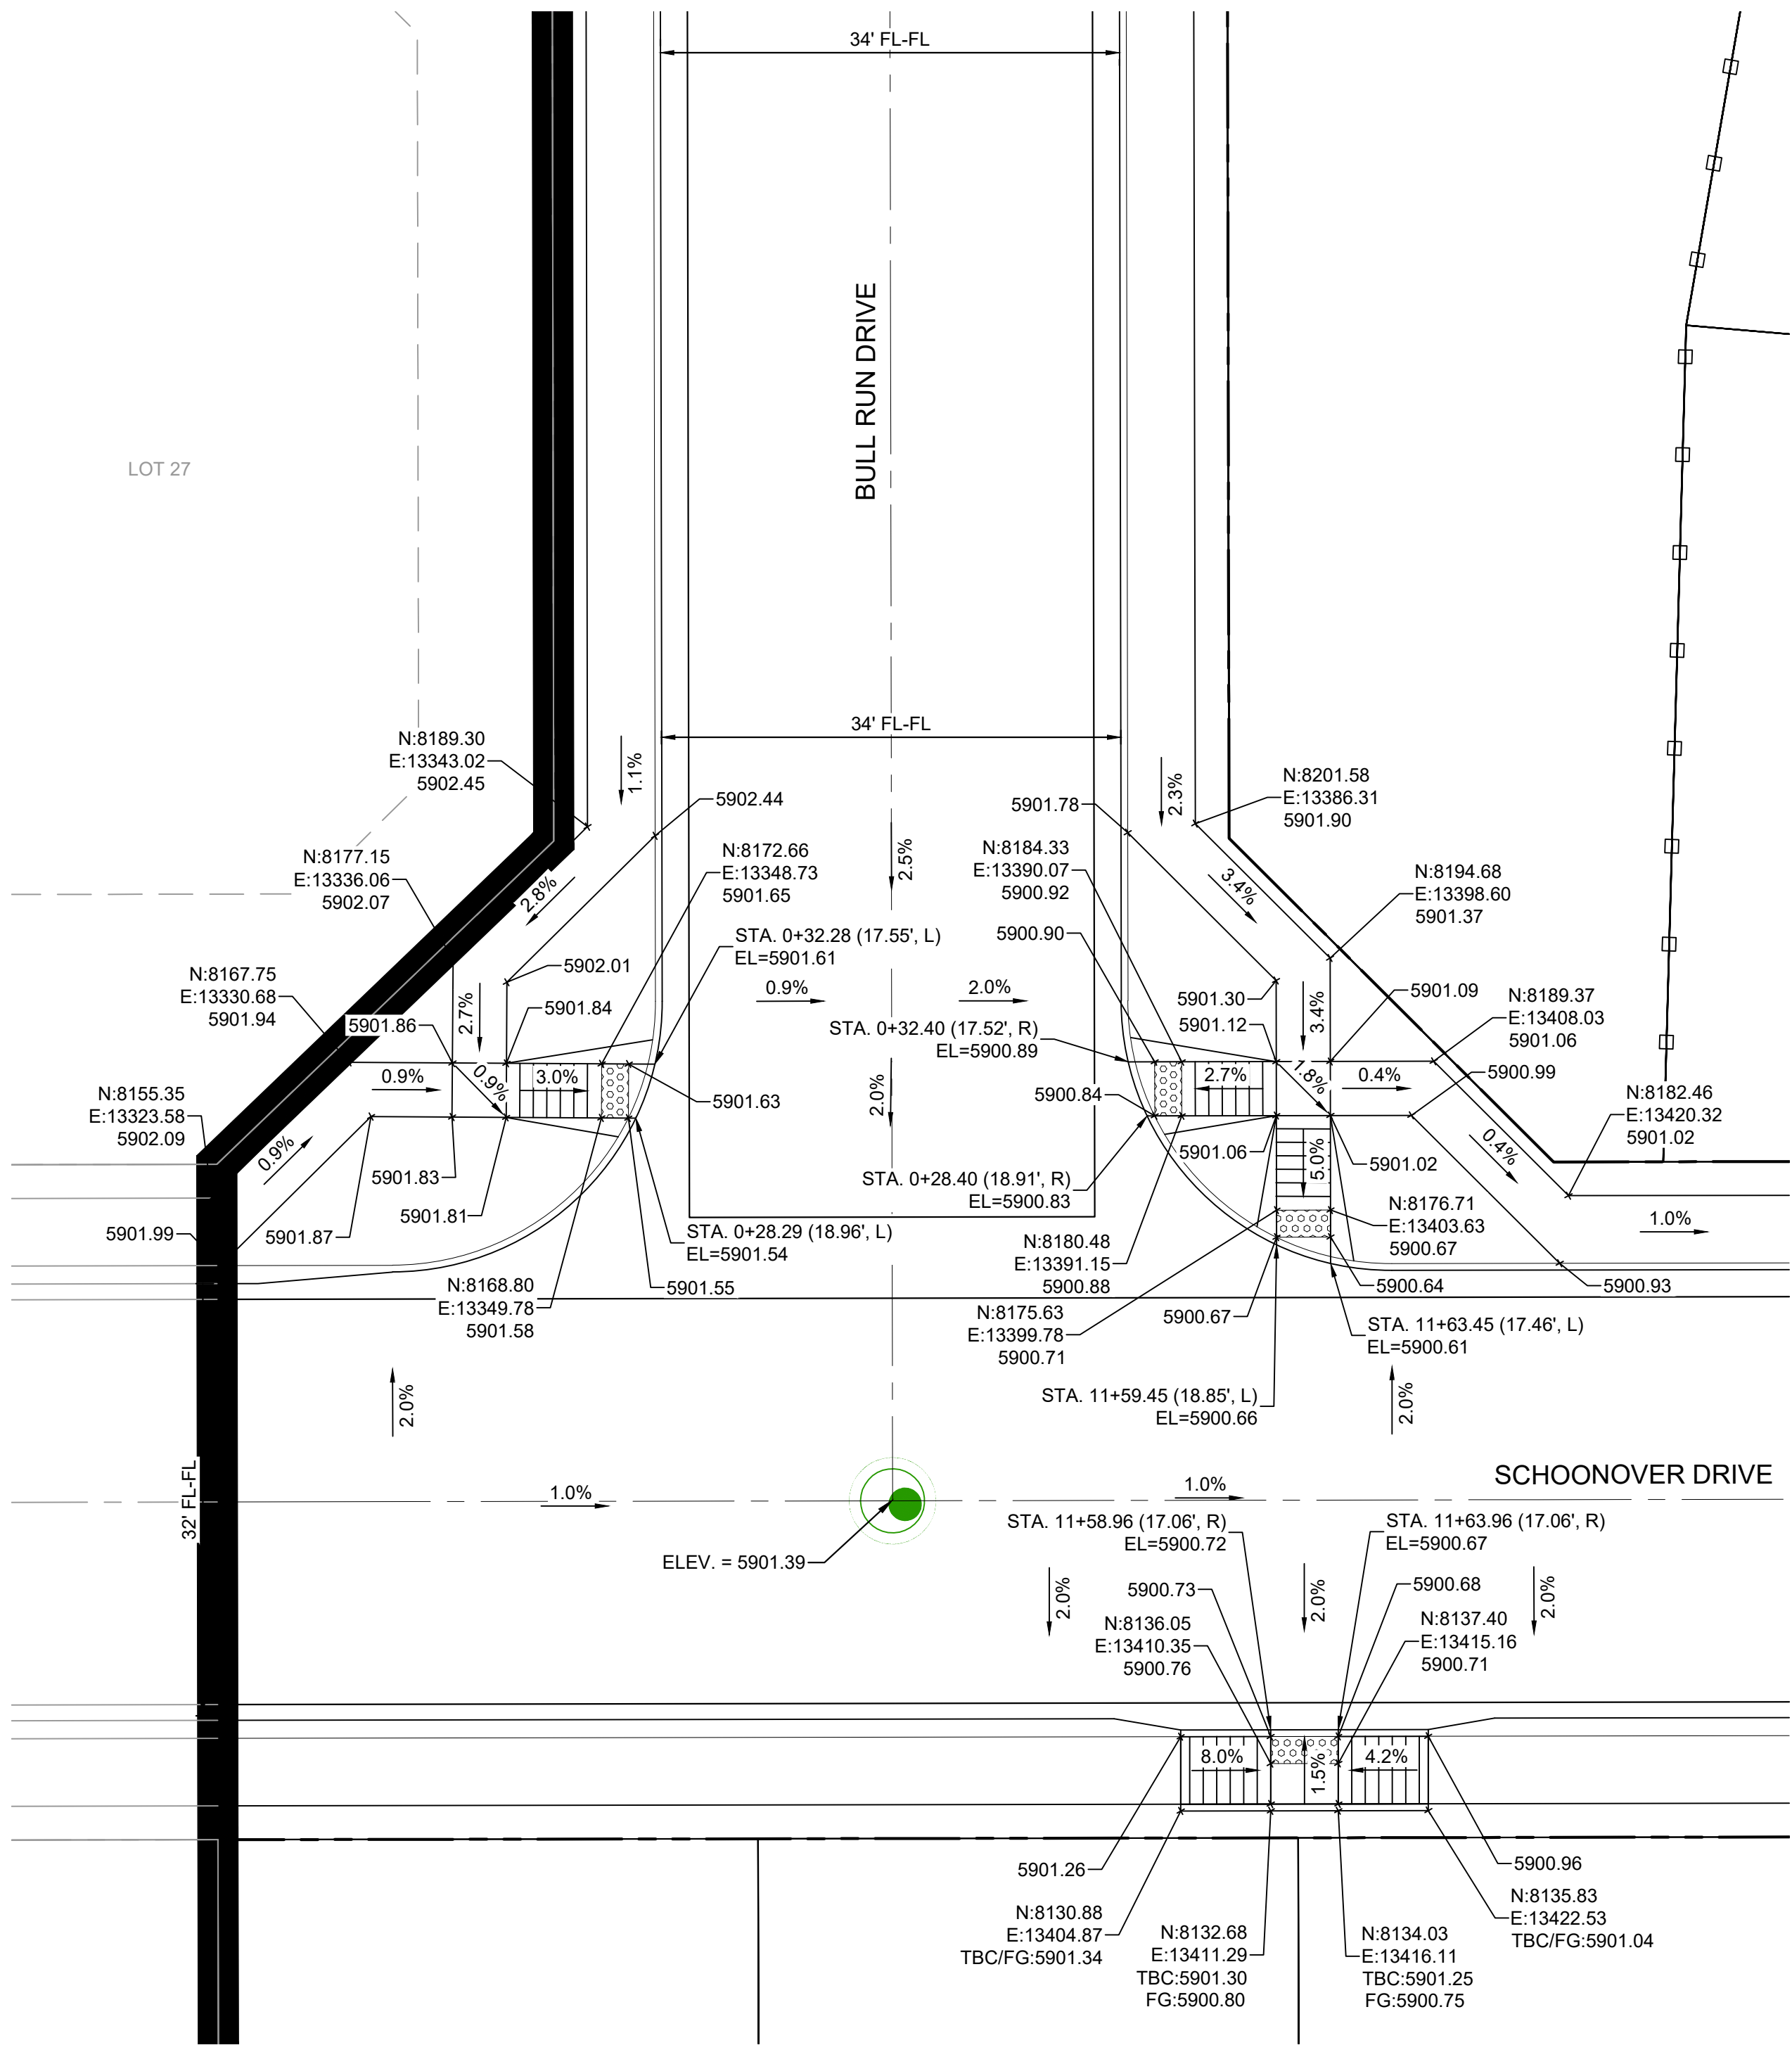 34' FL-FL
BULL RUN DRIVE
LOT 27
34' FL-FL
N:8189.30
E:13343.02
5902.45
1.1%
5902.44
2.5%
5901.78
2.3%
N:8201.58
E:13386.31
5901.90
N:8177.15
E:13336.06
5902.07
2.8%
N:8172.66
E:13348.73
5901.65
N:8184.33
E:13390.07
5900.92
3.4%
N:8194.68
E:13398.60
5901.37
STA. 0+32.28 (17.55', L)
EL=5901.61
5900.90
N:8167.75
E:13330.68
5901.94
5902.01
2.7%
5901.84
5901.86
0.9%
2.0%
5901.30
5901.12
3.4%
5901.09
N:8189.37
E:13408.03
5901.06
STA. 0+32.40 (17.52', R)
EL=5900.89
0.9%
0.9%
3.0%
2.0%
2.7%
1.8%
0.4%
5900.99
5901.63
5900.84
N:8155.35
E:13323.58
5902.09
0.9%
N:8182.46
E:13420.32
5901.02
5901.83
5901.81
5901.06
5.0%
5901.02
0.4%
STA. 0+28.40 (18.91', R)
EL=5900.83
5901.99
5901.87
STA. 0+28.29 (18.96', L)
EL=5901.54
N:8176.71
E:13403.63
5900.67
1.0%
N:8180.48
E:13391.15
5900.88
N:8168.80
E:13349.78
5901.58
5901.55
5900.64
5900.93
N:8175.63
E:13399.78
5900.71
5900.67
STA. 11+63.45 (17.46', L)
EL=5900.61
STA. 11+59.45 (18.85', L)
EL=5900.66
2.0%
2.0%
SCHOONOVER DRIVE
32' FL-FL
1.0%
1.0%
ELEV. = 5901.39
STA. 11+58.96 (17.06', R)
EL=5900.72
STA. 11+63.96 (17.06', R)
EL=5900.67
2.0%
5900.73
2.0%
5900.68
2.0%
N:8136.05
E:13410.35
5900.76
N:8137.40
E:13415.16
5900.71
8.0%
1.5%
4.2%
5901.26
5900.96
N:8130.88
E:13404.87
TBC/FG:5901.34
N:8132.68
E:13411.29
TBC:5901.30
FG:5900.80
N:8134.03
E:13416.11
TBC:5901.25
FG:5900.75
N:8135.83
E:13422.53
TBC/FG:5901.04